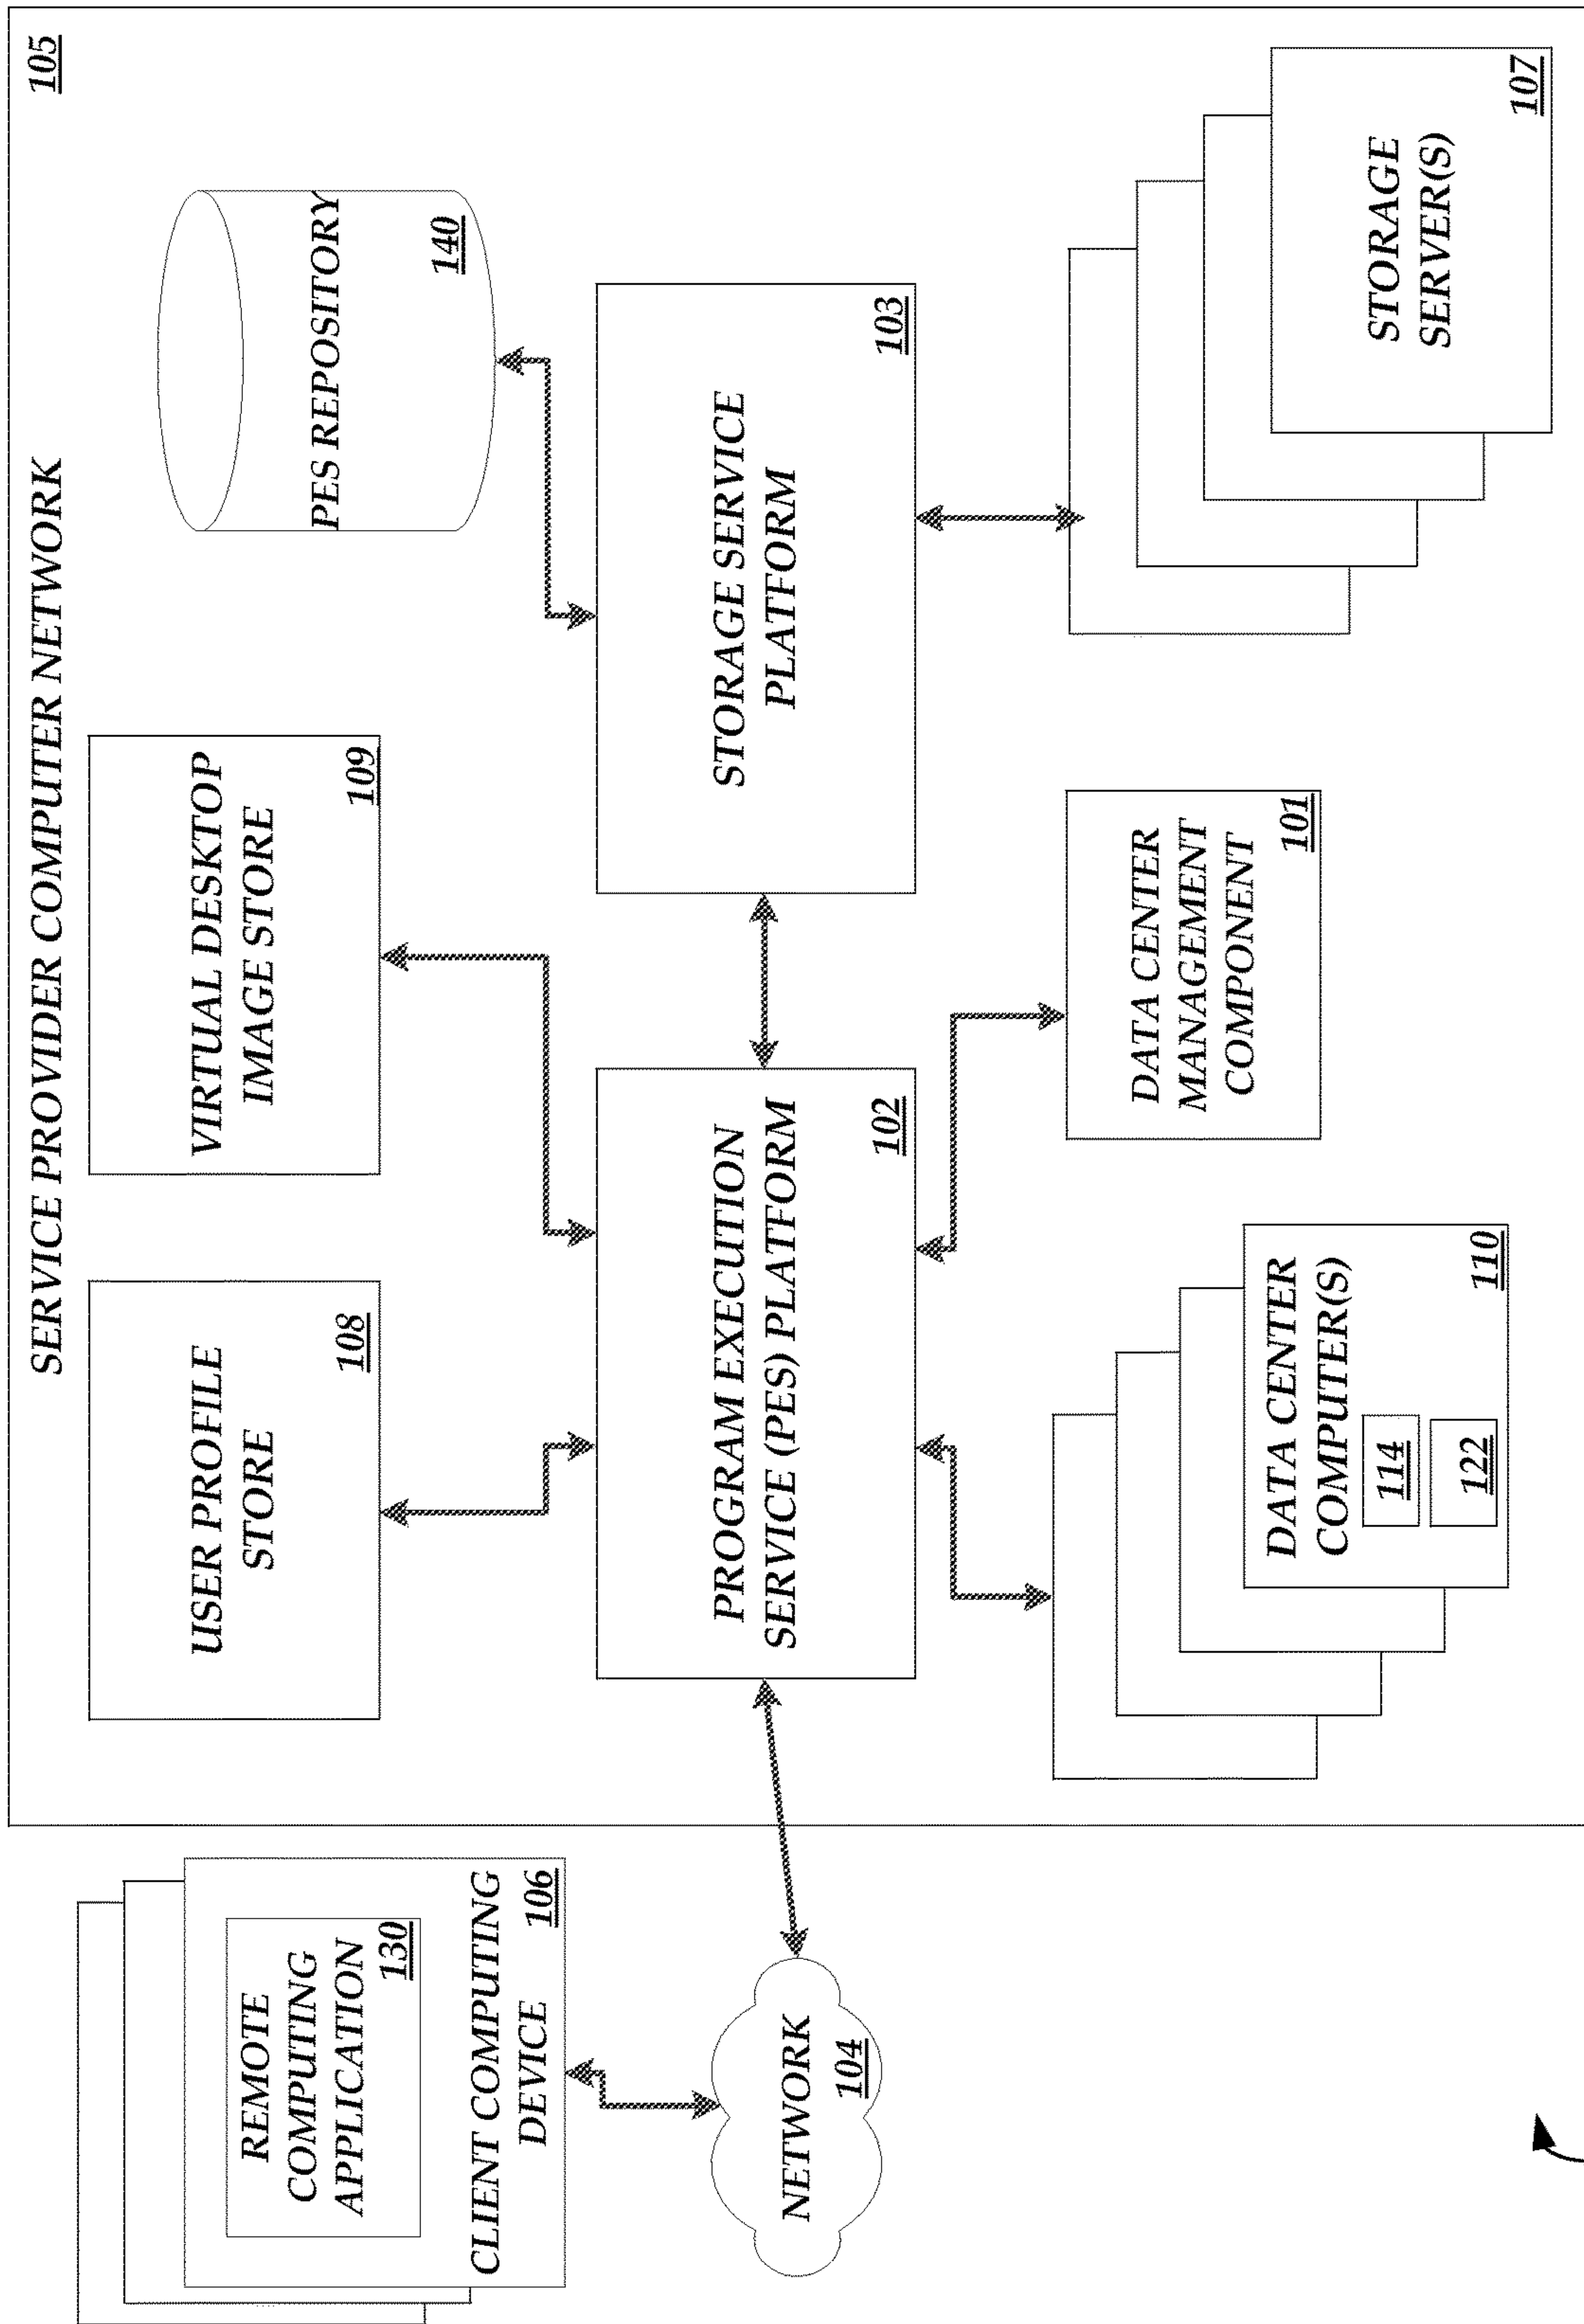 SERVICE PROVIDER COMPUTER NETWORK
105
REMOTE
COMPUTING
APPLICATION
130
CLIENT COMPUTING
DEVICE
106
NETWORK
104
USER PROFILE
STORE
108
VIRTUAL DESKTOP
IMAGE STORE
109
PES REPOSITORY
140
PROGRAM EXECUTION
SERVICE (PES) PLATFORM
102
STORAGE SERVICE
PLATFORM
103
DATA CENTER
COMPUTER(S)
114
122
110
DATA CENTER
MANAGEMENT
COMPONENT
101
STORAGE
SERVER(S)
107